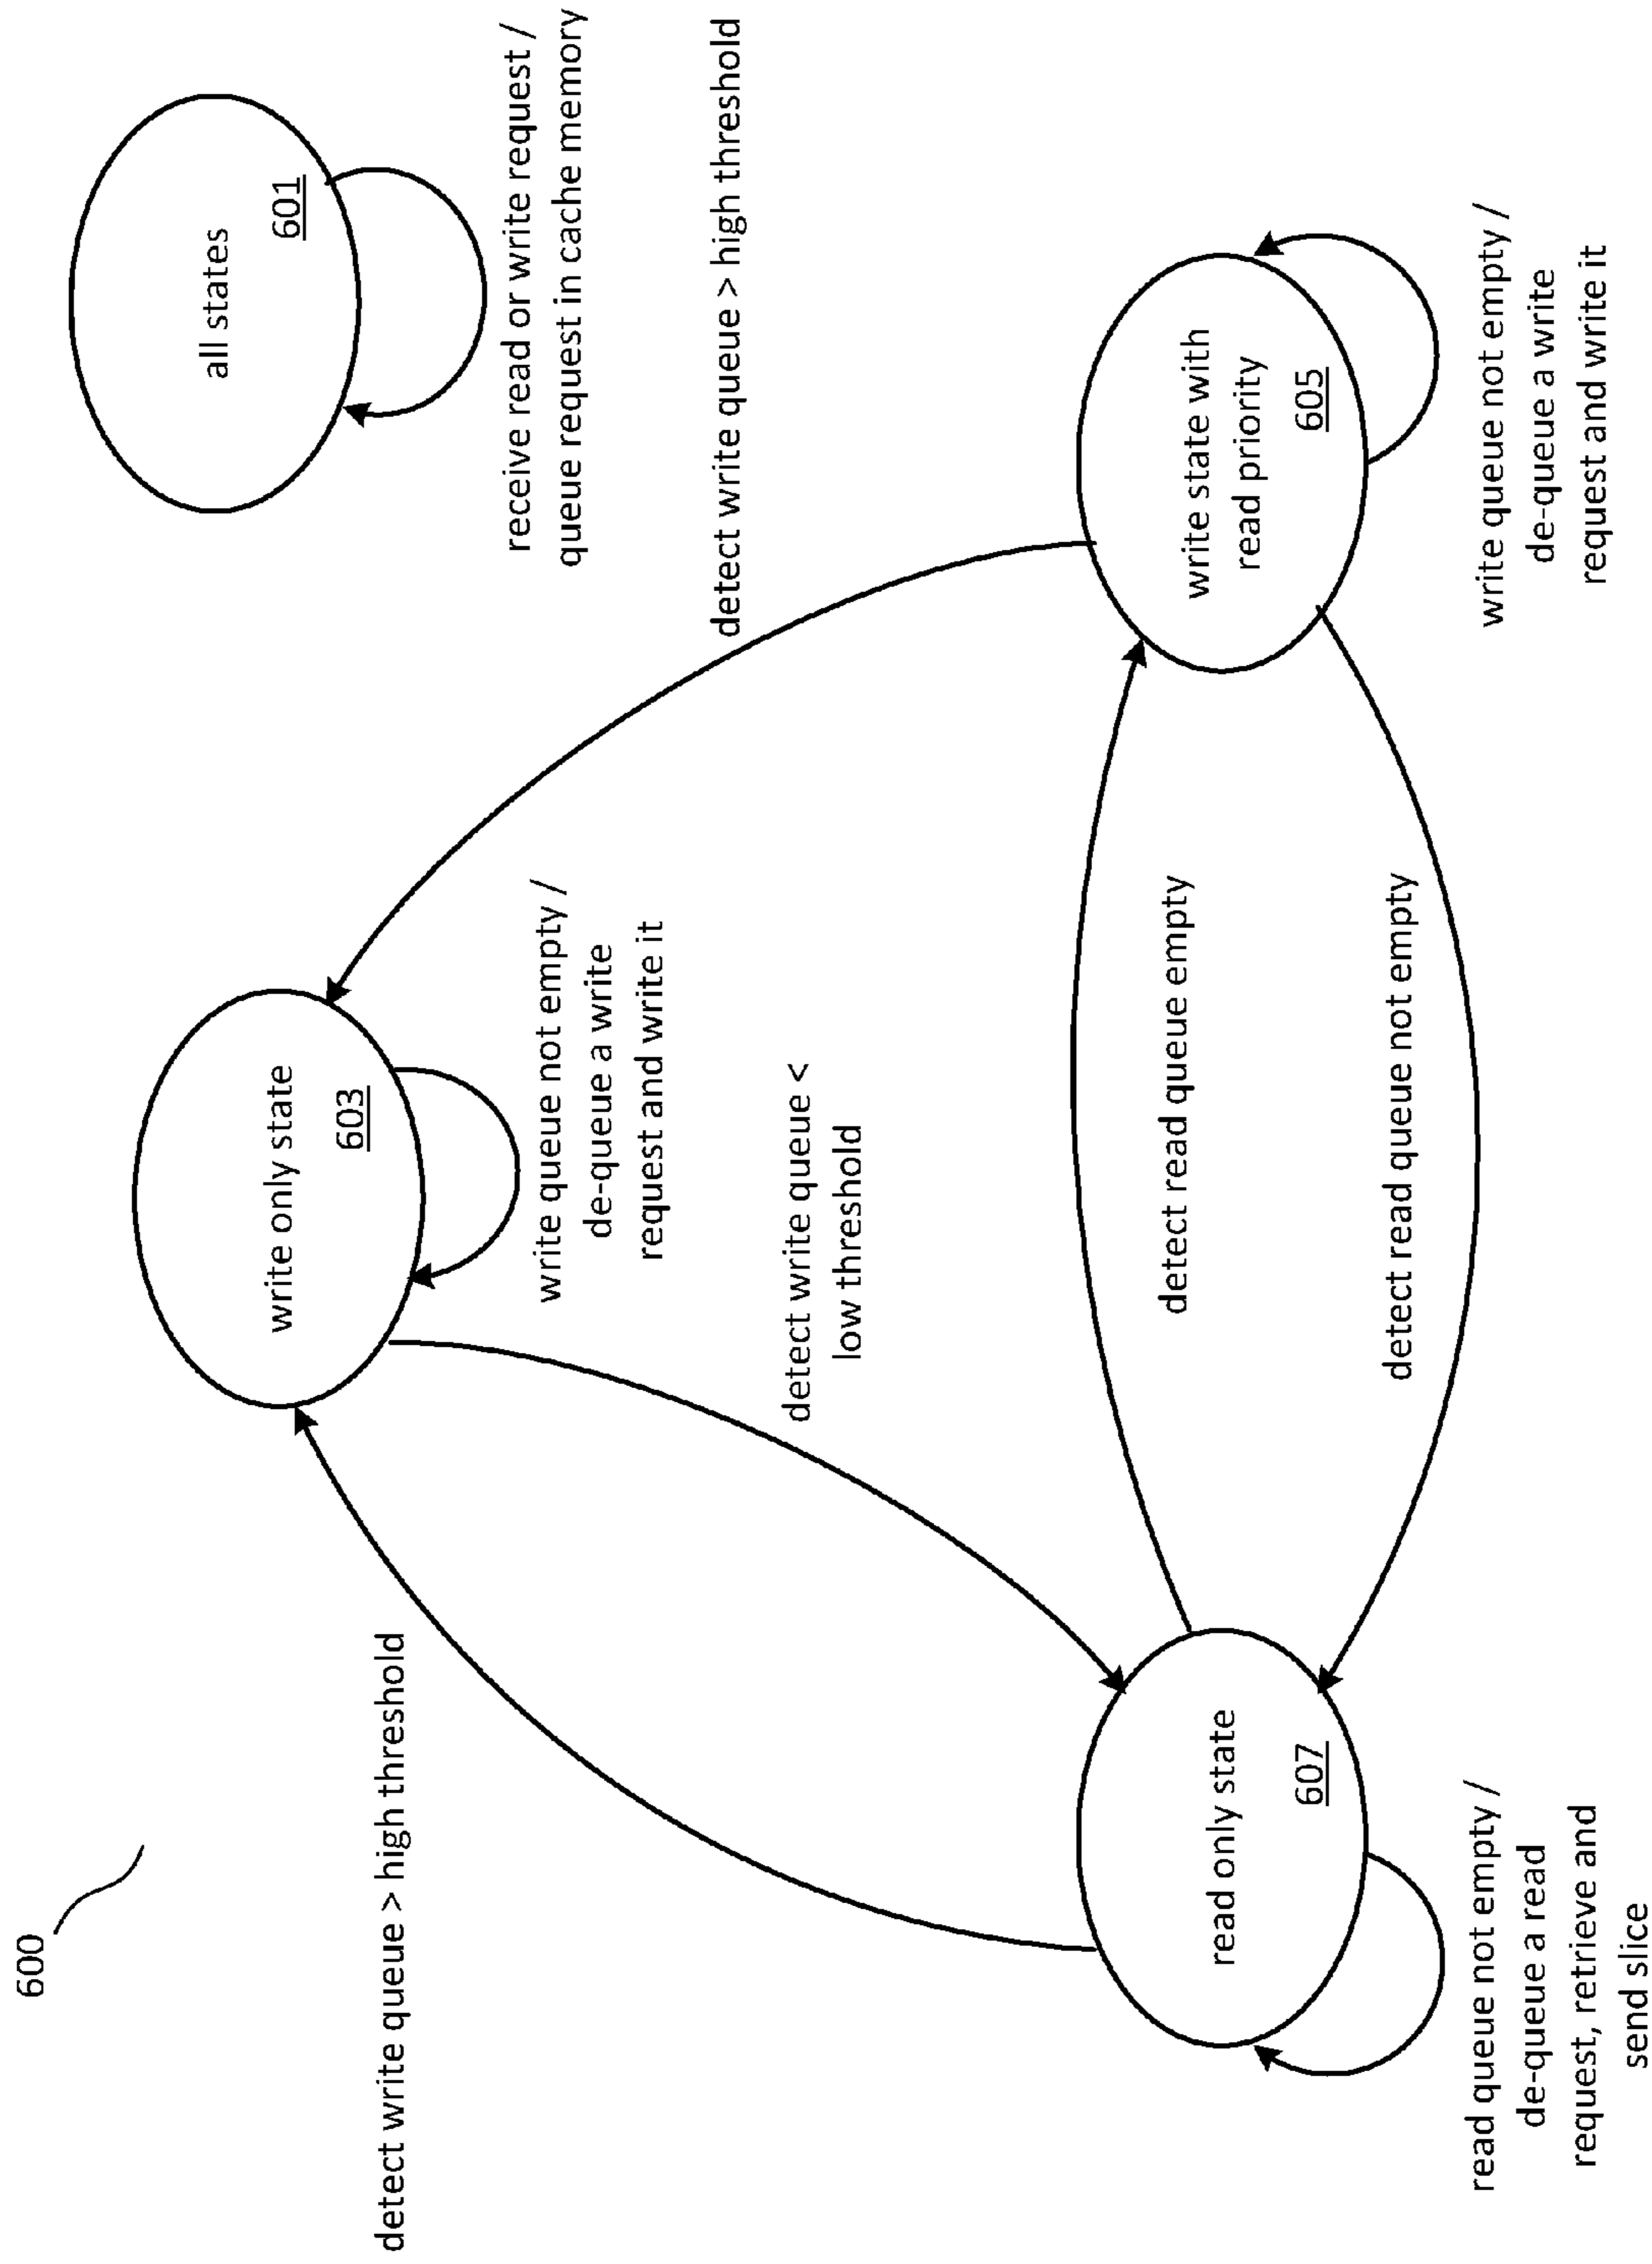 600
all states
601
receive read or write request /
queue request in cache memory
write only state
603
write queue not empty /
de-queue a write
request and write it
detect write queue > high threshold
detect write queue > high threshold
detect write queue <
low threshold
read only state
607
read queue not empty /
de-queue a read
request, retrieve and
send slice
detect read queue empty
detect read queue not empty
write state with
read priority
605
write queue not empty /
de-queue a write
request and write it